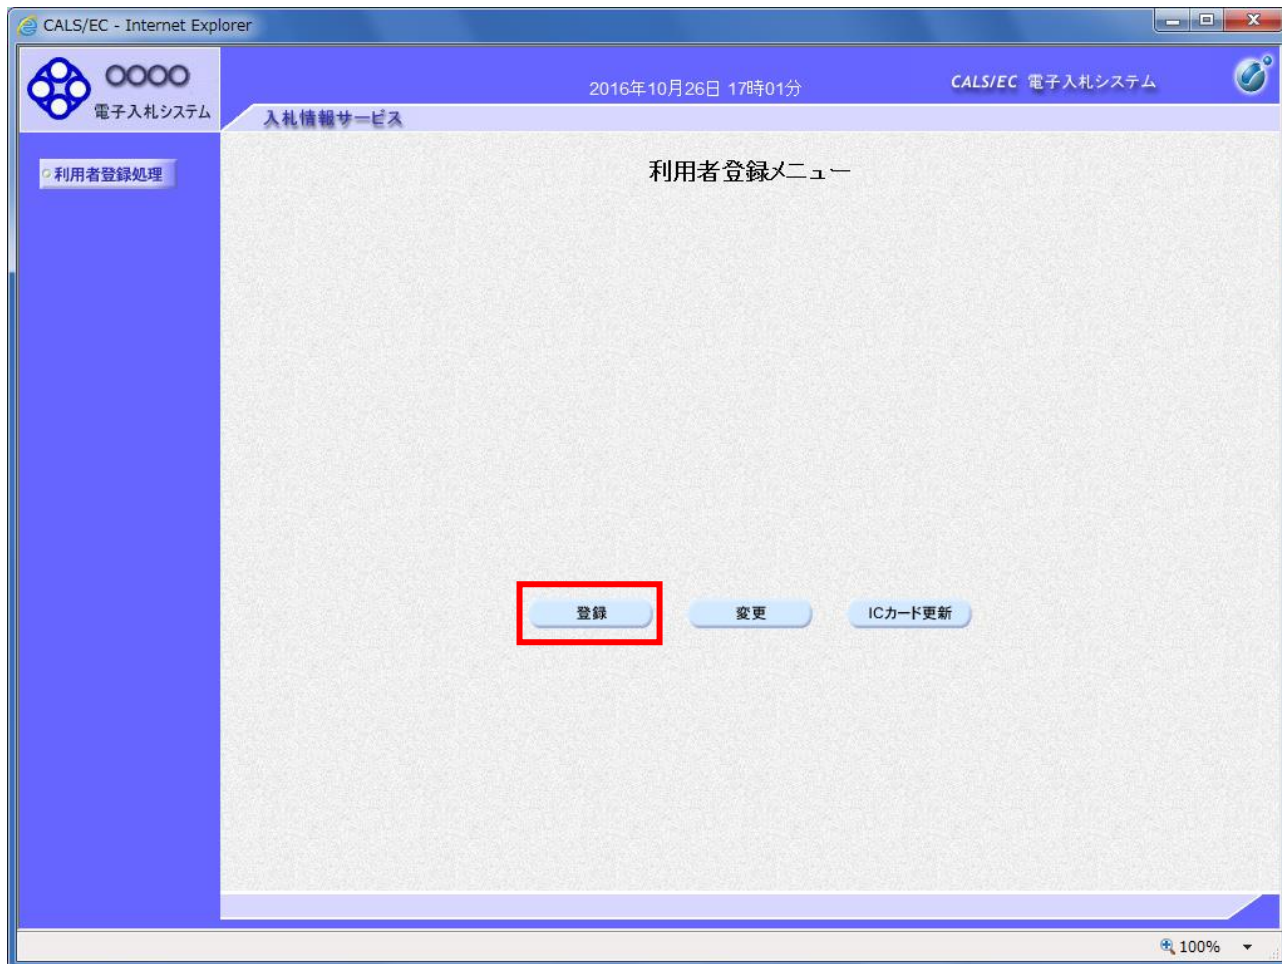 CALS/EC - Internet Explorer
○○○○
電子入札システム
2016年10月26日 17時01分
CALS/EC 電子入札システム
入札情報サービス
利用者登録処理
利用者登録メニュー
登録
変更
ICカード更新
100%